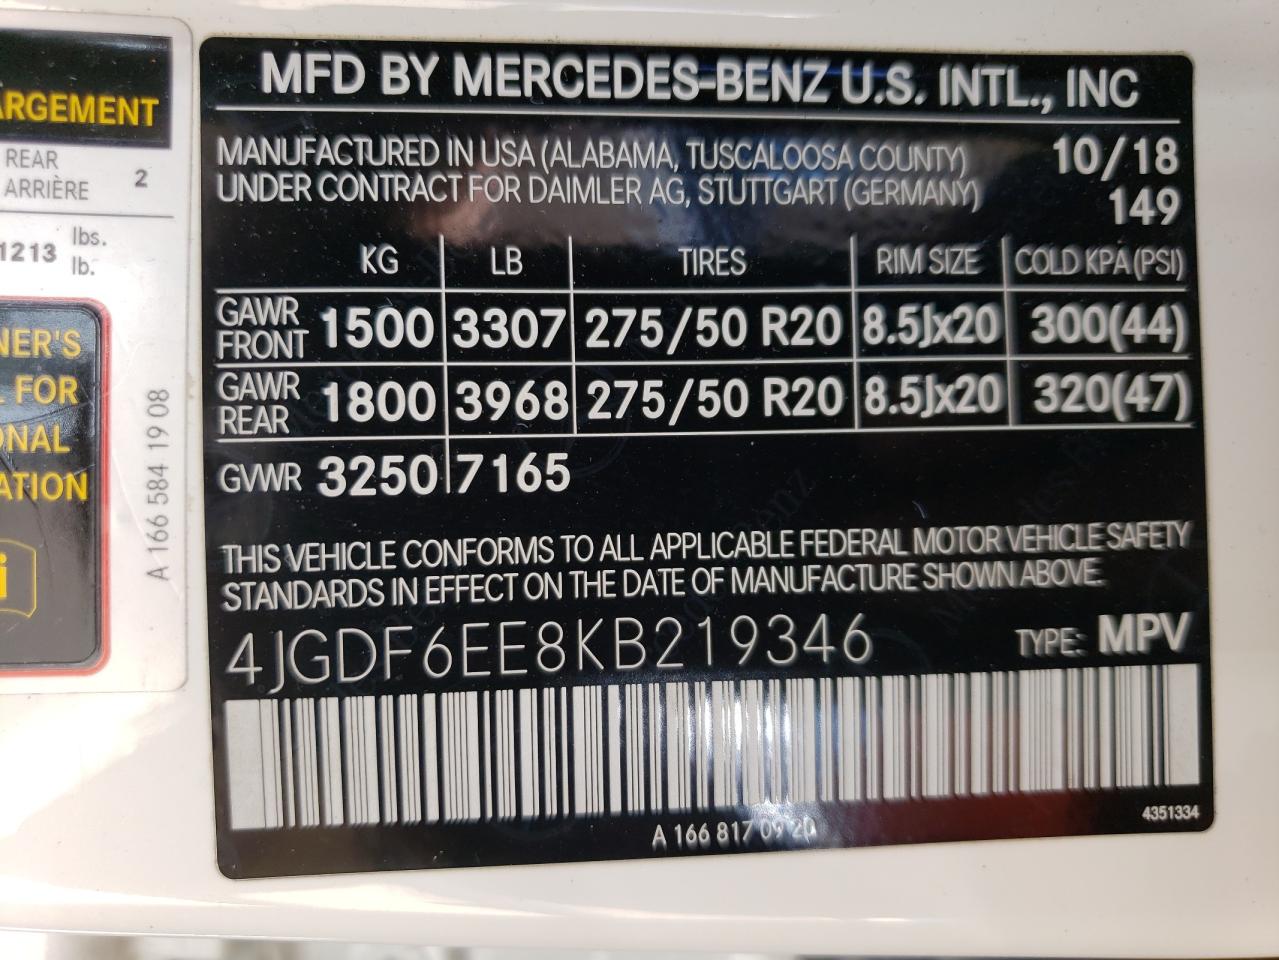 ARGEMENT
REAR
ARRIÈRE 2
1213 lbs.
lb.
NER'S
L FOR
ONAL
ATION
i
A 166 584 19 08
MFD BY MERCEDES-BENZ U.S. INTL., INC
MANUFACTURED IN USA (ALABAMA, TUSCALOOSA COUNTY) 10/18
UNDER CONTRACT FOR DAIMLER AG, STUTTGART (GERMANY) 149
KG LB TIRES RIM SIZE COLD KPA (PSI)
GAWR FRONT 1500 3307 275/50 R20 8.5Jx20 300(44)
GAWR REAR 1800 3968 275/50 R20 8.5Jx20 320(47)
GVWR 3250 7165
THIS VEHICLE CONFORMS TO ALL APPLICABLE FEDERAL MOTOR VEHICLE SAFETY
STANDARDS IN EFFECT ON THE DATE OF MANUFACTURE SHOWN ABOVE.
4JGDF6EE8KB219346 TYPE: MPV
4351334
A 166 817 09 20